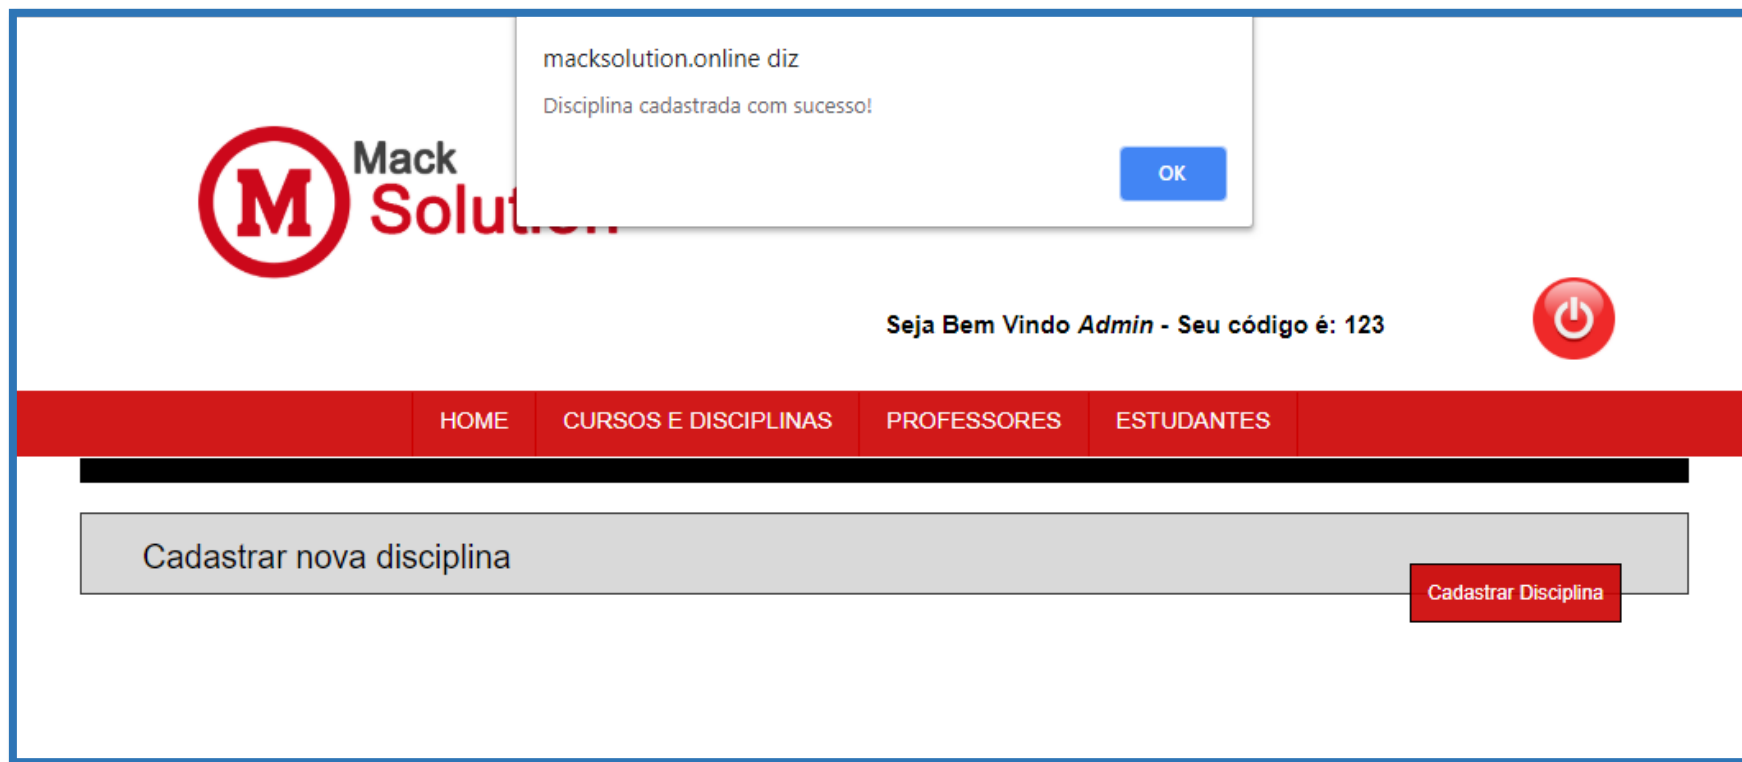 macksolution.online diz
Disciplina cadastrada com sucesso!
OK
M
Mack
Solution
Seja Bem Vindo Admin - Seu código é: 123
HOME CURSOS E DISCIPLINAS PROFESSORES ESTUDANTES
Cadastrar nova disciplina
Cadastrar Disciplina